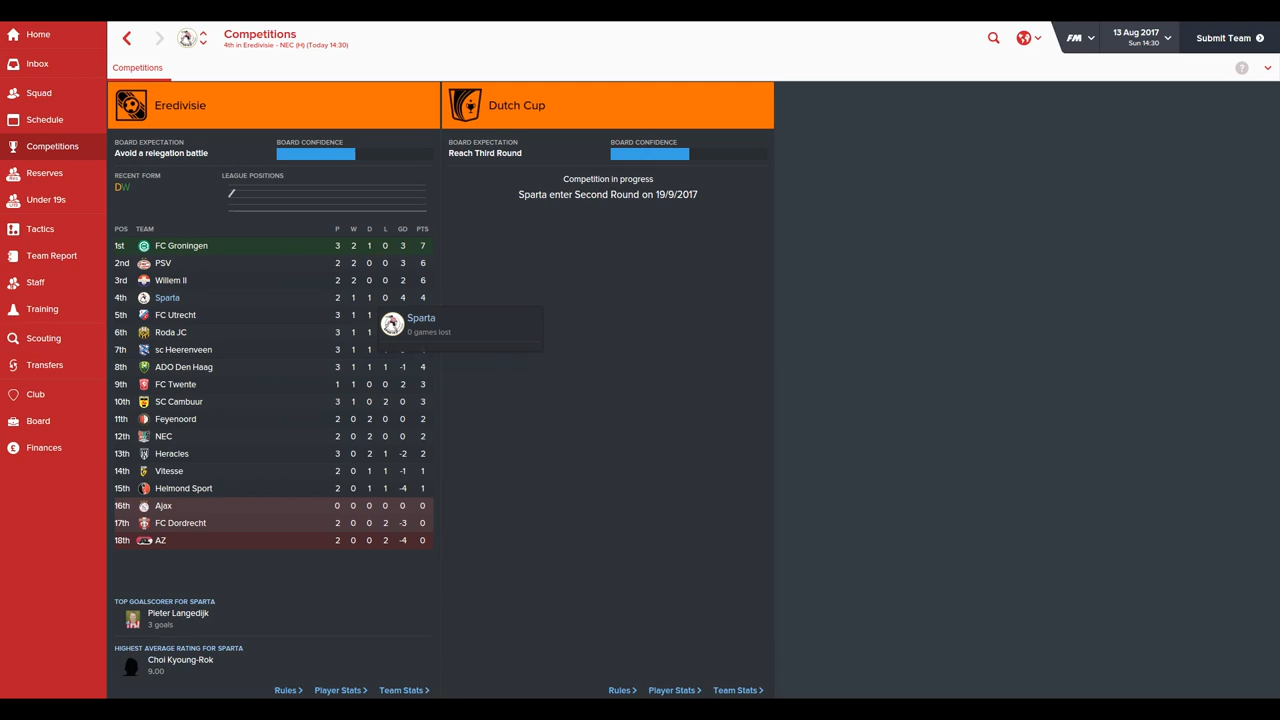 Home
Inbox
Squad
Schedule
Competitions
Reserves
Under 19s
Tactics
Team Report
Staff
Training
Scouting
Transfers
Club
Board
Finances
Competitions
4th in Eredivisie - NEC (H) (Today 14:30)
FM
13 Aug 2017
Sun 14:30
Submit Team
Competitions
Eredivisie
BOARD EXPECTATION BOARD CONFIDENCE
Avoid a relegation battle
RECENT FORM LEAGUE POSITIONS
DW
POS TEAM P W D L GD PTS
1st FC Groningen 3 2 1 0 3 7
2nd PSV 2 2 0 0 3 6
3rd Willem II 2 2 0 0 2 6
4th Sparta 2 1 1 0 4 4
5th FC Utrecht 3 1 1
6th Roda JC 3 1 1
7th sc Heerenveen 3 1 1
8th ADO Den Haag 3 1 1 1 -1 4
9th FC Twente 1 1 0 0 2 3
10th SC Cambuur 3 1 0 2 0 3
11th Feyenoord 2 0 2 0 0 2
12th NEC 2 0 2 0 0 2
13th Heracles 3 0 2 1 -2 2
14th Vitesse 2 0 1 1 -1 1
15th Helmond Sport 2 0 1 1 -4 1
16th Ajax 0 0 0 0 0 0
17th FC Dordrecht 2 0 0 2 -3 0
18th AZ 2 0 0 2 -4 0
Sparta
0 games lost
TOP GOALSCORER FOR SPARTA
Pieter Langedijk
3 goals
HIGHEST AVERAGE RATING FOR SPARTA
Choi Kyoung-Rok
9.00
Rules Player Stats Team Stats
Dutch Cup
BOARD EXPECTATION BOARD CONFIDENCE
Reach Third Round
Competition in progress
Sparta enter Second Round on 19/9/2017
Rules Player Stats Team Stats